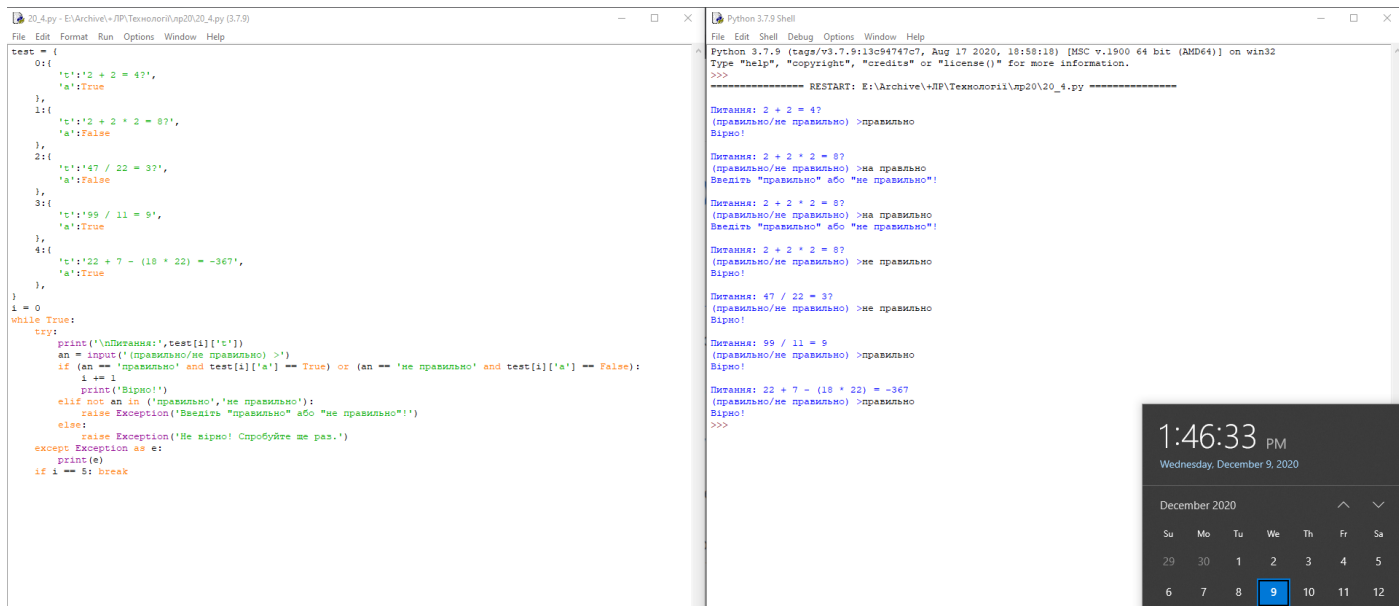 20_4.py - E:\Archive\+ЛР\Технології\лр20\20_4.py (3.7.9)
File Edit Format Run Options Window Help
test = {
    0:{
        't':'2 + 2 = 4?',
        'a':True
    },
    1:{
        't':'2 + 2 * 2 = 8?',
        'a':False
    },
    2:{
        't':'47 / 22 = 3?',
        'a':False
    },
    3:{
        't':'99 / 11 = 9',
        'a':True
    },
    4:{
        't':'22 + 7 - (18 * 22) = -367',
        'a':True
    },
}
i = 0
while True:
    try:
        print('\nПитання:',test[i]['t'])
        an = input('(правильно/не правильно) >')
        if (an == 'правильно' and test[i]['a'] == True) or (an == 'не правильно' and test[i]['a'] == False):
            i += 1
            print('Вірно!')
        elif not an in ('правильно','не правильно'):
            raise Exception('Введіть "правильно" або "не правильно"!')
        else:
            raise Exception('Не вірно! Спробуйте ще раз.')
    except Exception as e:
        print(e)
    if i == 5: break
Python 3.7.9 Shell
File Edit Shell Debug Options Window Help
Python 3.7.9 (tags/v3.7.9:13c94747c7, Aug 17 2020, 18:58:18) [MSC v.1900 64 bit (AMD64)] on win32
Type "help", "copyright", "credits" or "license()" for more information.
>>>
================ RESTART: E:\Archive\+ЛР\Технології\лр20\20_4.py ===============
Питання: 2 + 2 = 4?
(правильно/не правильно) >правильно
Вірно!
Питання: 2 + 2 * 2 = 8?
(правильно/не правильно) >на правльно
Введіть "правильно" або "не правильно"!
Питання: 2 + 2 * 2 = 8?
(правильно/не правильно) >на правильно
Введіть "правильно" або "не правильно"!
Питання: 2 + 2 * 2 = 8?
(правильно/не правильно) >не правильно
Вірно!
Питання: 47 / 22 = 3?
(правильно/не правильно) >не правильно
Вірно!
Питання: 99 / 11 = 9
(правильно/не правильно) >правильно
Вірно!
Питання: 22 + 7 - (18 * 22) = -367
(правильно/не правильно) >правильно
Вірно!
>>>
1:46:33 PM
Wednesday, December 9, 2020
December 2020
Su Mo Tu We Th Fr Sa
29 30 1 2 3 4 5
6 7 8 9 10 11 12